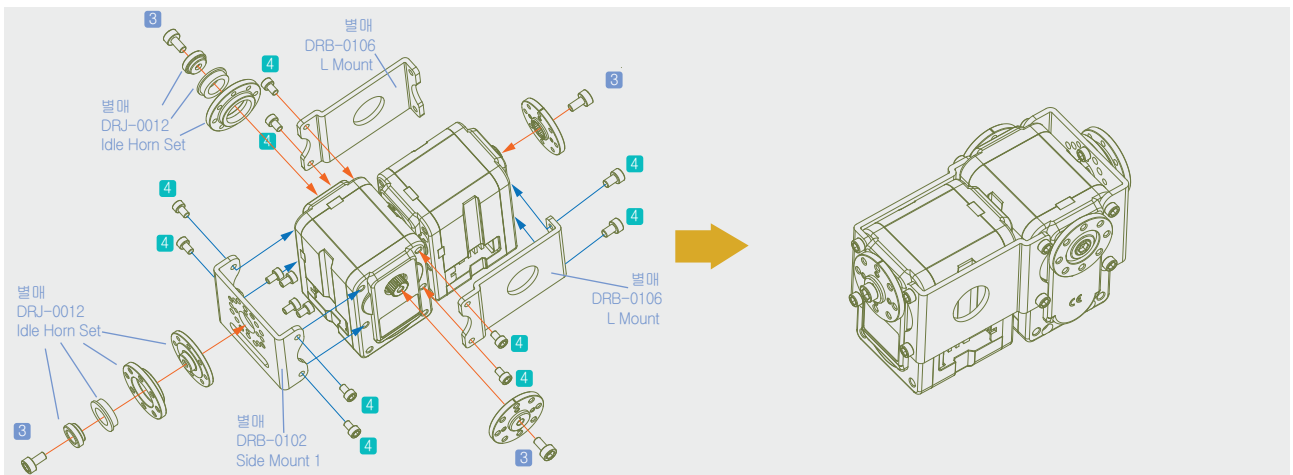 3
별매
DRB-0106
L Mount
4
3
별매
DRJ-0012
Idle Horn Set
4
4
4
4
4
별매
DRJ-0012
Idle Horn Set
별매
DRB-0106
L Mount
4
4
4
별매
DRB-0102
Side Mount 1
4
3
3